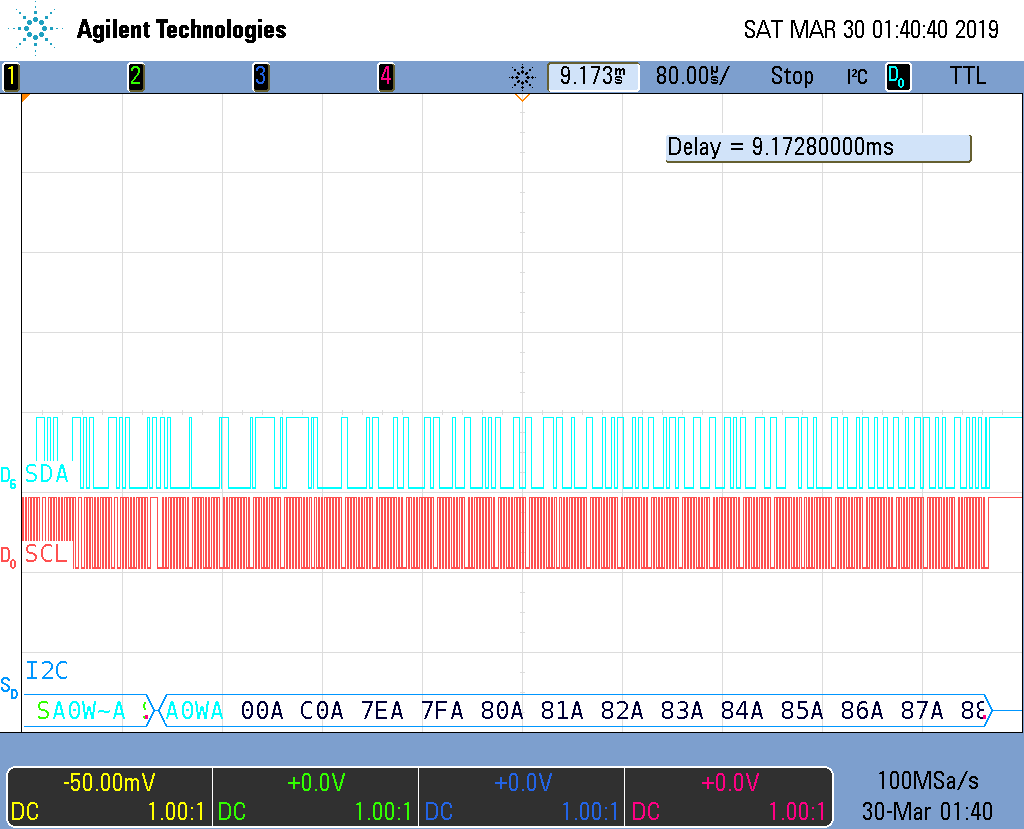 Agilent Technologies SAT MAR 30 01:40:40 2019
1 2 3 4 9.173ms 80.00µs/ Stop I²C D0 TTL
Delay = 9.17280000ms
D6 SDA
D0 SCL
I2C
SD
SA0W~A S A0WA 00A C0A 7EA 7FA 80A 81A 82A 83A 84A 85A 86A 87A
-50.00mV +0.0V +0.0V +0.0V 100MSa/s
DC 1.00:1 DC 1.00:1 DC 1.00:1 DC 1.00:1 30-Mar 01:40